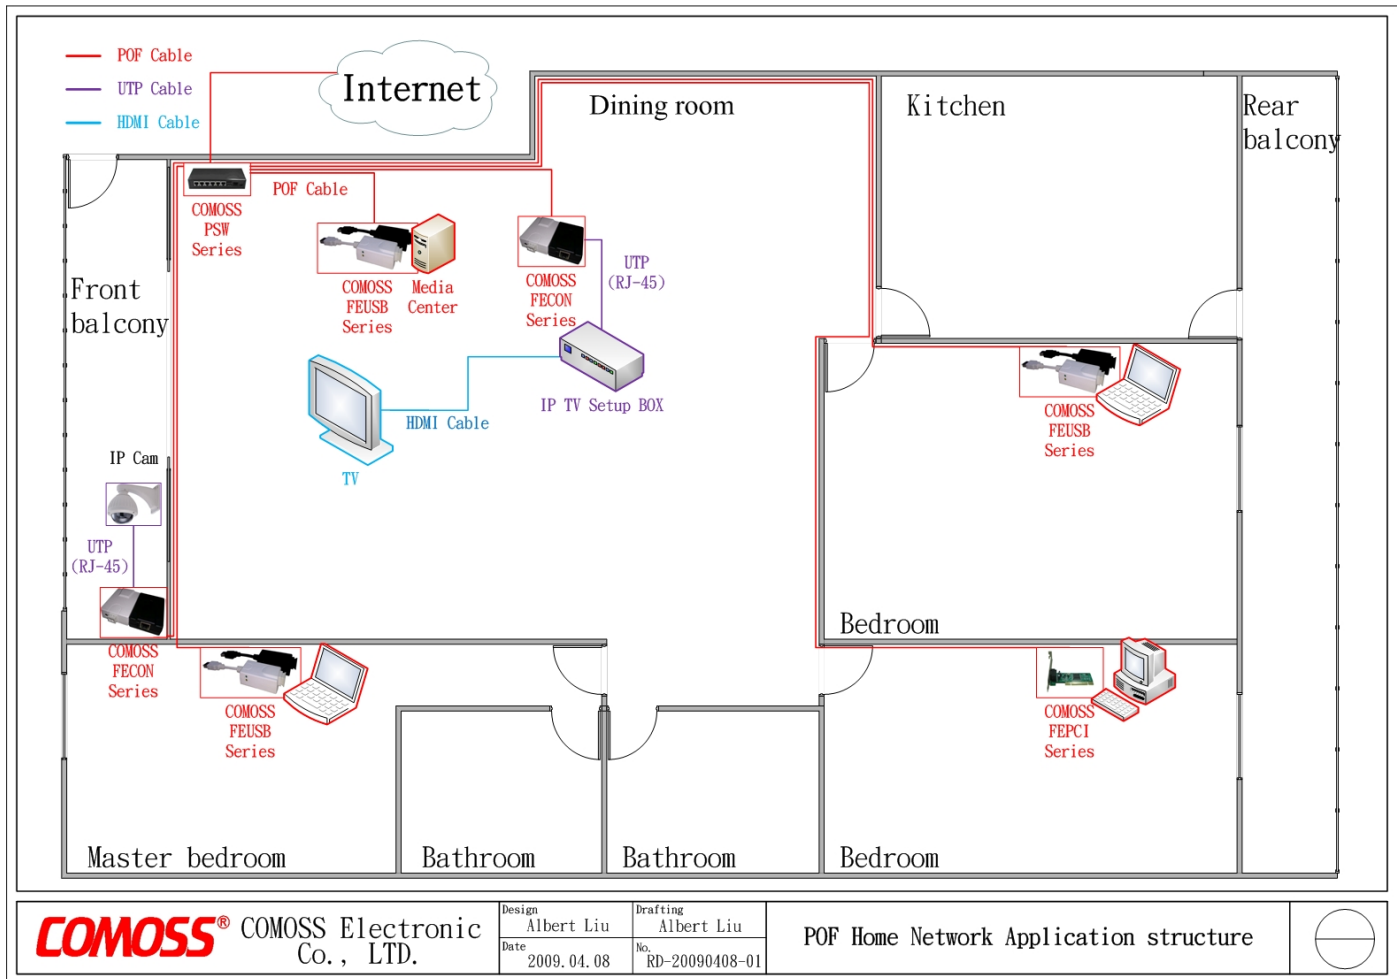 POF Cable
UTP Cable
HDMI Cable
Internet
Dining room
Kitchen
Rear
balcony
COMOSS
PSW
Series
POF Cable
COMOSS
FEUSB
Series
Media
Center
COMOSS
FECON
Series
UTP
(RJ-45)
Front
balcony
IP TV Setup BOX
HDMI Cable
TV
COMOSS
FEUSB
Series
IP Cam
UTP
(RJ-45)
COMOSS
FECON
Series
Bedroom
COMOSS
FEUSB
Series
COMOSS
FEPCI
Series
Master bedroom
Bathroom
Bathroom
Bedroom
COMOSS® COMOSS Electronic
Co., LTD.
Design
Albert Liu
Drafting
Albert Liu
Date
2009.04.08
No.
RD-20090408-01
POF Home Network Application structure